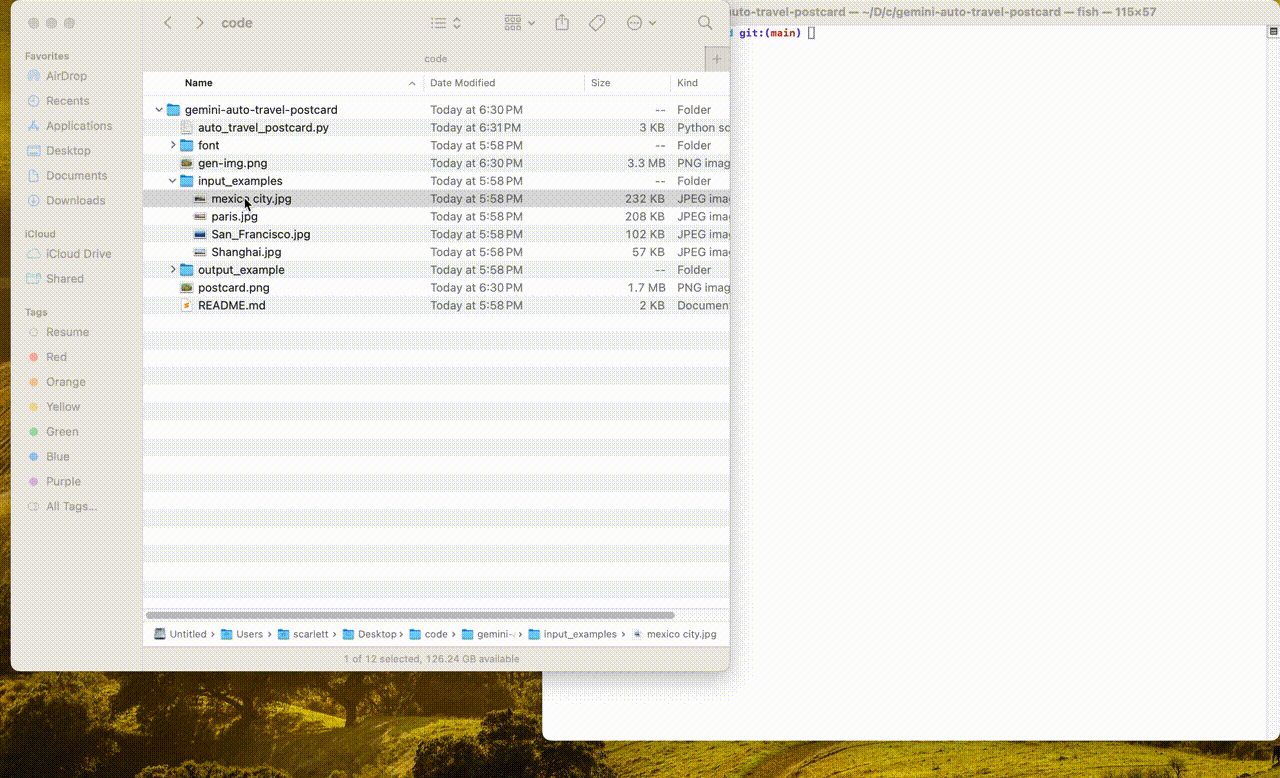 code
auto-travel-postcard — ~/D/c/gemini-auto-travel-postcard — fish — 115×57
git:(main)
code
Favorites
AirDrop
Recents
Applications
Desktop
Documents
Downloads
iCloud
iCloud Drive
Shared
Tags
Resume
Red
Orange
Yellow
Green
Blue
Purple
All Tags...
Name Date Modified Size Kind
gemini-auto-travel-postcard Today at 6:30 PM -- Folder
auto_travel_postcard.py Today at 6:31 PM 3 KB Python sc
font Today at 5:58 PM -- Folder
gen-img.png Today at 6:30 PM 3.3 MB PNG imag
input_examples Today at 5:58 PM -- Folder
mexico city.jpg Today at 5:58 PM 232 KB JPEG ima
paris.jpg Today at 5:58 PM 208 KB JPEG ima
San_Francisco.jpg Today at 5:58 PM 102 KB JPEG ima
Shanghai.jpg Today at 5:58 PM 57 KB JPEG ima
output_example Today at 5:58 PM -- Folder
postcard.png Today at 6:30 PM 1.7 MB PNG imag
README.md Today at 5:58 PM 2 KB Documen
Untitled › Users › scarlett › Desktop › code › gemini- › input_examples › mexico city.jpg
1 of 12 selected, 126.24 GB available